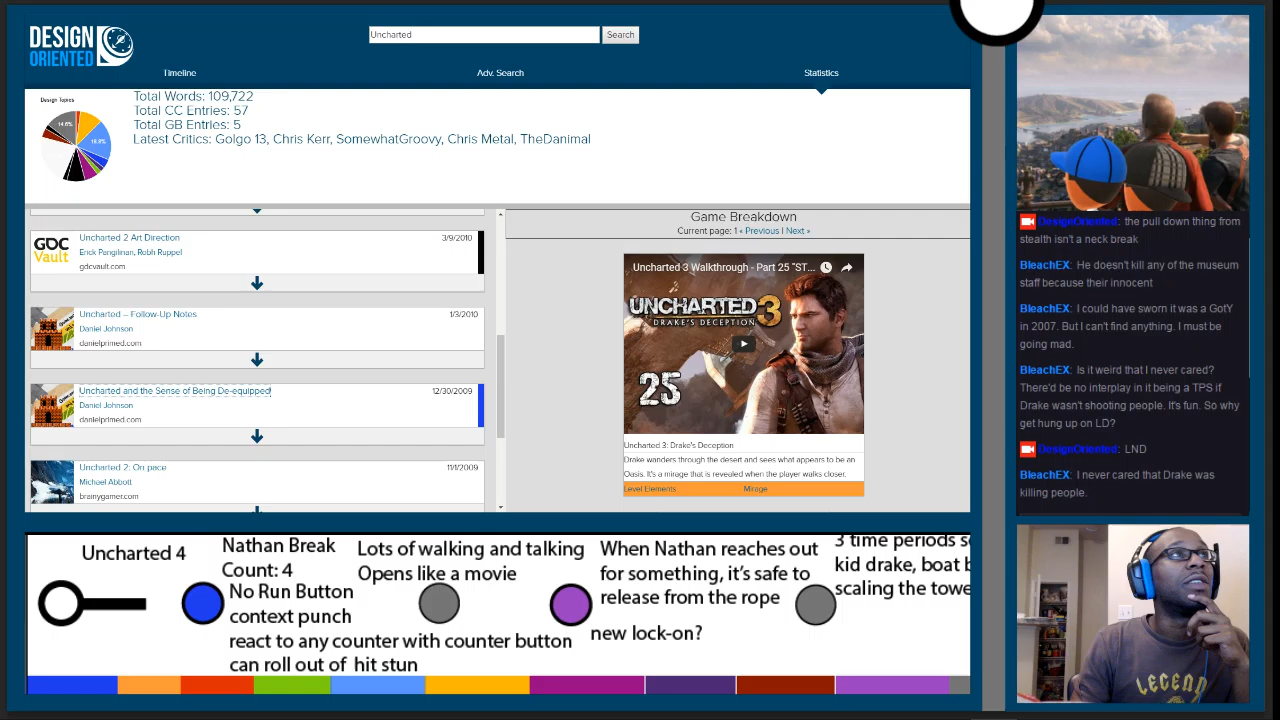 DESIGN
ORIENTED
Uncharted
Search
Timeline
Adv. Search
Statistics
Design Topics
14.6%
18.8%
Total Words: 109,722
Total CC Entries: 57
Total GB Entries: 5
Latest Critics: Golgo 13, Chris Kerr, SomewhatGroovy, Chris Metal, TheDanimal
GDC
Vault
Uncharted 2 Art Direction
3/9/2010
Erick Pangilinan, Robh Ruppel
gdcvault.com
Uncharted – Follow-Up Notes
1/3/2010
Daniel Johnson
danielprimed.com
Uncharted and the Sense of Being De-equipped
12/30/2009
Daniel Johnson
danielprimed.com
Uncharted 2: On pace
11/1/2009
Michael Abbott
brainygamer.com
Game Breakdown
Current page: 1 « Previous | Next »
Uncharted 3 Walkthrough - Part 25 "ST...
UNCHARTED 3
DRAKE'S DECEPTION
25
Uncharted 3: Drake's Deception
Drake wanders through the desert and sees what appears to be an
Oasis. It's a mirage that is revealed when the player walks closer.
Level Elements
Mirage
DesignOriented: the pull down thing from
stealth isn't a neck break
BleachEX: He doesn't kill any of the museum
staff because their innocent
BleachEX: I could have sworn it was a GotY
in 2007. But I can't find anything. I must be
going mad.
BleachEX: Is it weird that I never cared?
There'd be no interplay in it being a TPS if
Drake wasn't shooting people. It's fun. So why
get hung up on LD?
DesignOriented: LND
BleachEX: I never cared that Drake was
killing people.
Uncharted 4
Nathan Break
Count: 4
No Run Button
context punch
react to any counter with counter button
can roll out of hit stun
Lots of walking and talking
Opens like a movie
When Nathan reaches out
for something, it's safe to
release from the rope
new lock-on?
3 time periods
kid drake, boat
scaling the
LEGEND